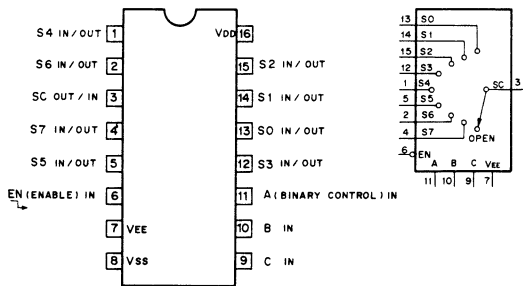 S4 IN/OUT 1
S6 IN/OUT 2
SC OUT/IN 3
S7 IN/OUT 4
S5 IN/OUT 5
EN (ENABLE) IN 6
7 VEE
8 VSS
VDD 16
15 S2 IN/OUT
14 S1 IN/OUT
13 S0 IN/OUT
12 S3 IN/OUT
11 A (BINARY CONTROL) IN
10 B IN
9 C IN
13 S0
14 S1
15 S2
12 S3
1 S4
5 S5
2 S6
4 S7
SC 3
OPEN
6 EN
A B C VEE
11 10 9 7